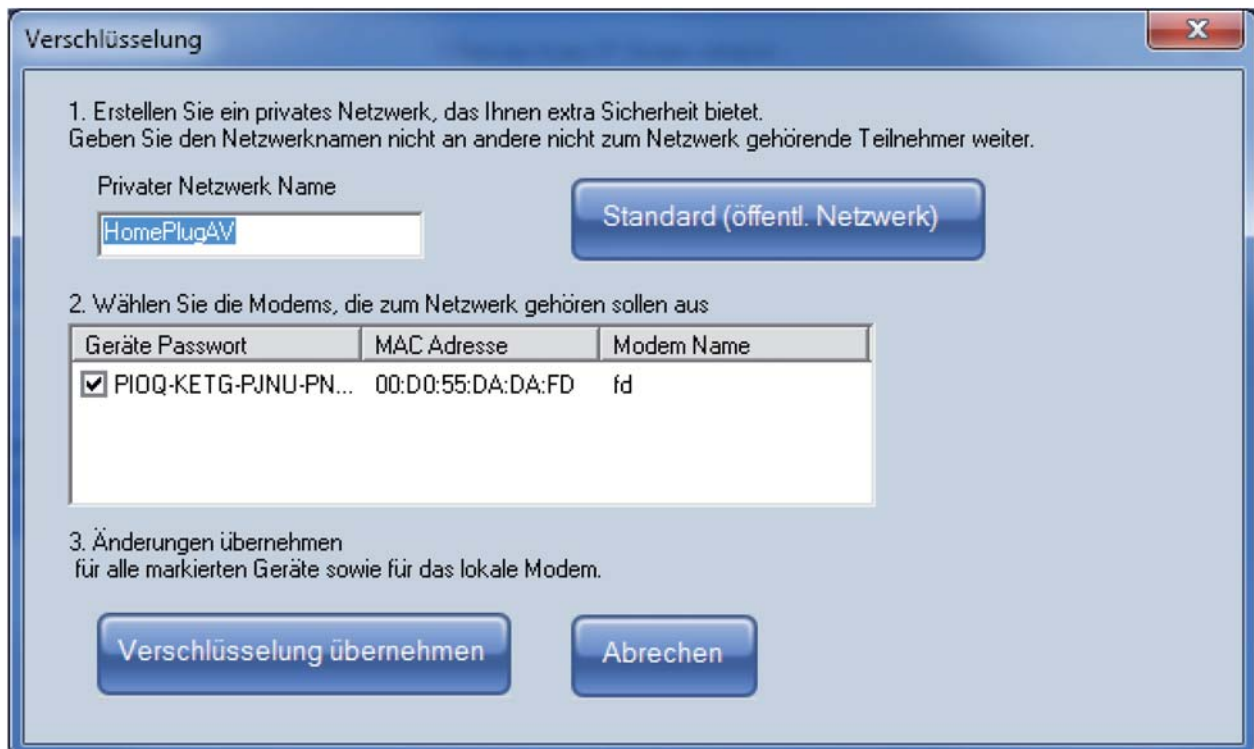 Verschlüsselung
X
1. Erstellen Sie ein privates Netzwerk, das Ihnen extra Sicherheit bietet.
Geben Sie den Netzwerknamen nicht an andere nicht zum Netzwerk gehörende Teilnehmer weiter.
Privater Netzwerk Name
HomePlugAV
Standard (öffentl. Netzwerk)
2. Wählen Sie die Modems, die zum Netzwerk gehören sollen aus
Geräte Passwort MAC Adresse Modem Name
PIOQ-KETG-PJNU-PN... 00:D0:55:DA:DA:FD fd
3. Änderungen übernehmen
für alle markierten Geräte sowie für das lokale Modem.
Verschlüsselung übernehmen Abrechen